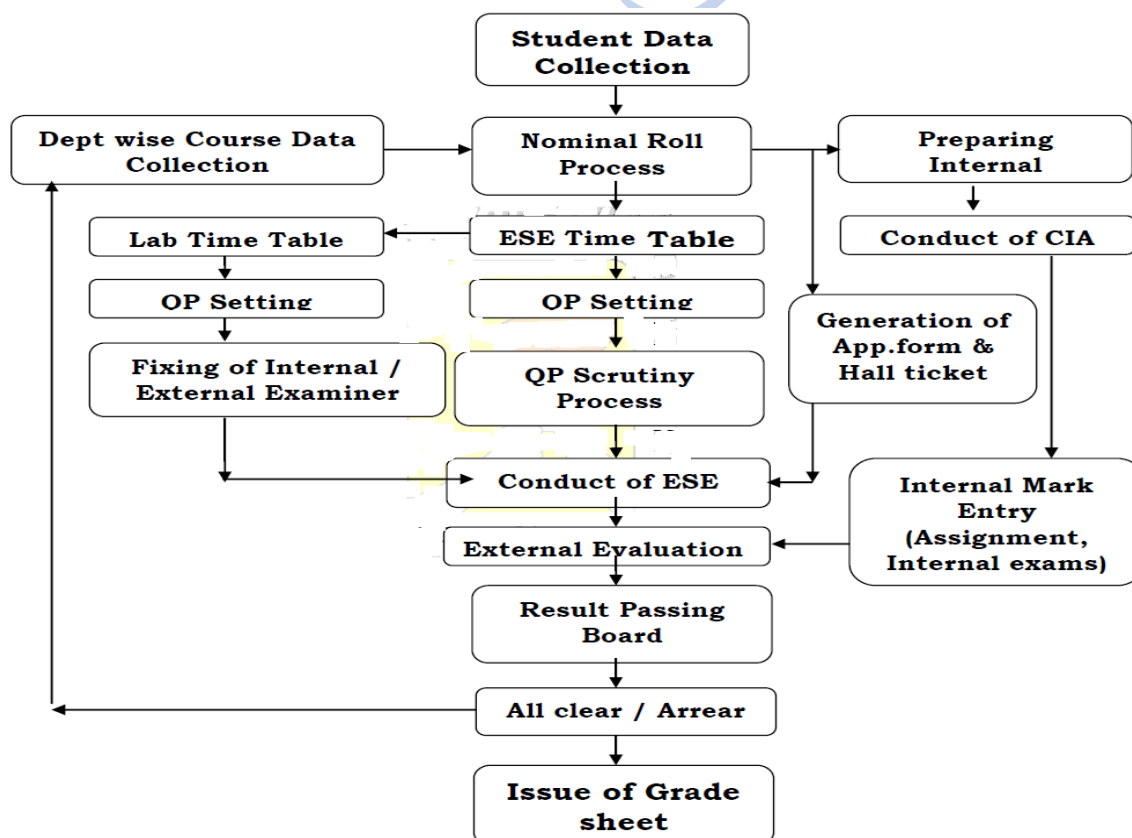 Student Data
Collection
Dept wise Course Data
Collection
Nominal Roll
Process
Preparing
Internal
Lab Time Table
ESE Time Table
Conduct of CIA
QP Setting
QP Setting
Generation of
App.form &
Hall ticket
Fixing of Internal /
External Examiner
QP Scrutiny
Process
Conduct of ESE
Internal Mark
Entry
(Assignment,
Internal exams)
External Evaluation
Result Passing
Board
All clear / Arrear
Issue of Grade
sheet